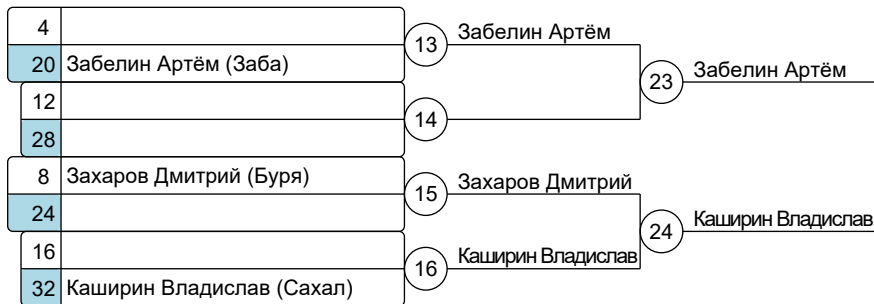 4
13 Забелин Артём
20 Забелин Артём (Заба)
23 Забелин Артём
12
14
28
8 Захаров Дмитрий (Буря)
15 Захаров Дмитрий
24
24 Каширин Владислав
16
16 Каширин Владислав
32 Каширин Владислав (Сахал)